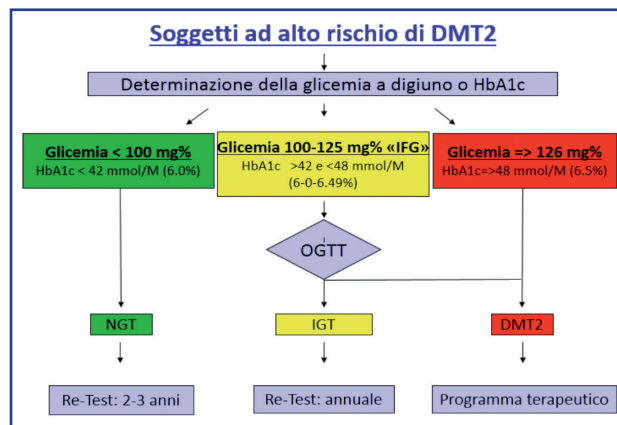 Soggetti ad alto rischio di DMT2
Determinazione della glicemia a digiuno o HbA1c
Glicemia < 100 mg%
HbA1c < 42 mmol/M (6.0%)
Glicemia 100-125 mg% «IFG»
HbA1c >42 e <48 mmol/M
(6-0-6.49%)
Glicemia => 126 mg%
HbA1c=>48 mmol/M (6.5%)
OGTT
NGT
IGT
DMT2
Re-Test: 2-3 anni
Re-Test: annuale
Programma terapeutico